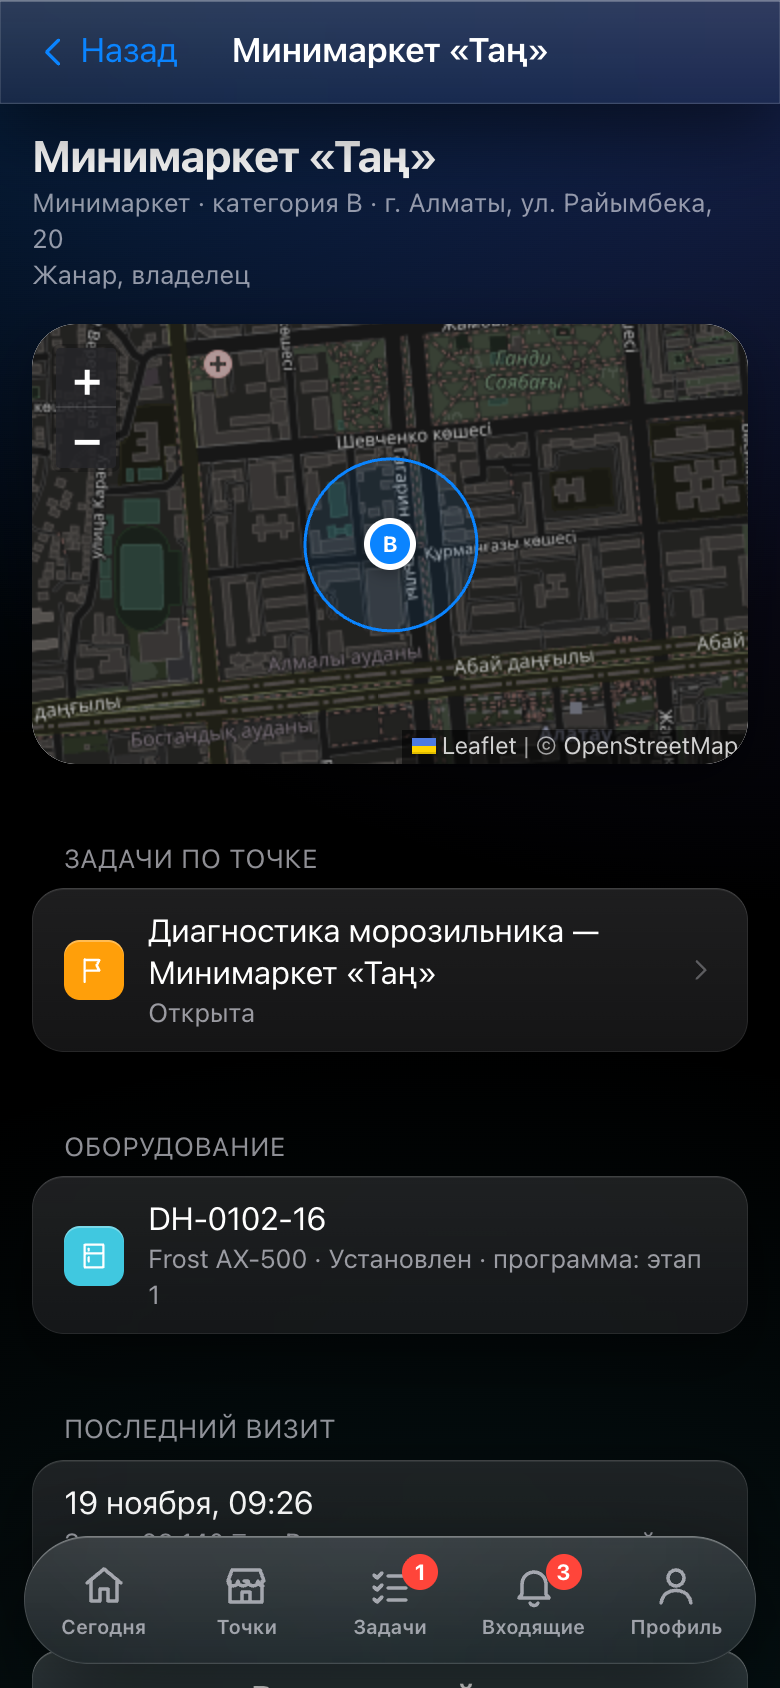 Назад
Минимаркет «Таң»
Минимаркет «Таң»
Минимаркет · категория B · г. Алматы, ул. Райымбека,
20
Жанар, владелец
+
−
Ганди
Саябағы
Шевченко көшесі
B
Құрманғазы көшесі
Алмалы ауданы
Абай даңғылы
Абай
даңғылы
Бостандық ауданы
Leaflet | © OpenStreetMap
ЗАДАЧИ ПО ТОЧКЕ
Диагностика морозильника —
Минимаркет «Таң»
Открыта
ОБОРУДОВАНИЕ
DH-0102-16
Frost AX-500 · Установлен · программа: этап
1
ПОСЛЕДНИЙ ВИЗИТ
19 ноября, 09:26
1
3
Сегодня
Точки
Задачи
Входящие
Профиль